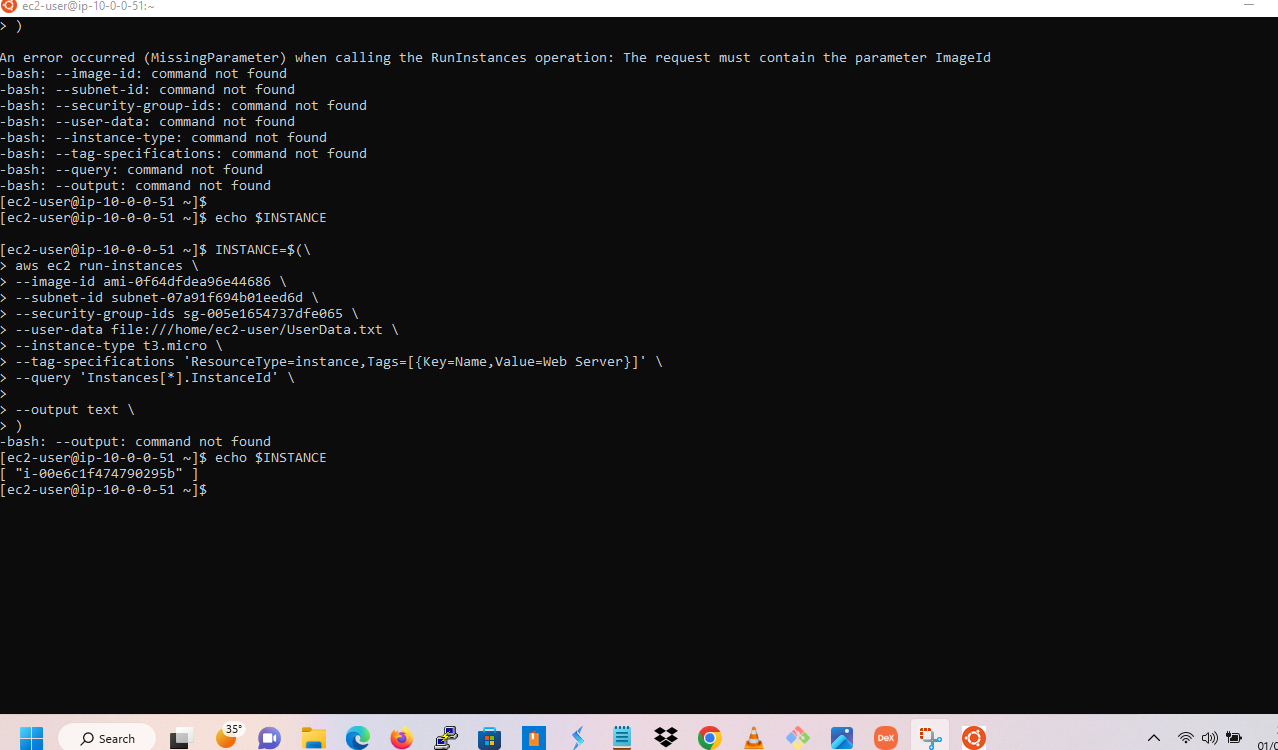 ec2-user@ip-10-0-0-51:~
> )
An error occurred (MissingParameter) when calling the RunInstances operation: The request must contain the parameter ImageId
-bash: --image-id: command not found
-bash: --subnet-id: command not found
-bash: --security-group-ids: command not found
-bash: --user-data: command not found
-bash: --instance-type: command not found
-bash: --tag-specifications: command not found
-bash: --query: command not found
-bash: --output: command not found
[ec2-user@ip-10-0-0-51 ~]$
[ec2-user@ip-10-0-0-51 ~]$ echo $INSTANCE
[ec2-user@ip-10-0-0-51 ~]$ INSTANCE=$(\
> aws ec2 run-instances \
> --image-id ami-0f64dfdea96e44686 \
> --subnet-id subnet-07a91f694b01eed6d \
> --security-group-ids sg-005e1654737dfe065 \
> --user-data file:///home/ec2-user/UserData.txt \
> --instance-type t3.micro \
> --tag-specifications 'ResourceType=instance,Tags=[{Key=Name,Value=Web Server}]' \
> --query 'Instances[*].InstanceId' \
>
> --output text \
> )
-bash: --output: command not found
[ec2-user@ip-10-0-0-51 ~]$ echo $INSTANCE
[ "i-00e6c1f474790295b" ]
[ec2-user@ip-10-0-0-51 ~]$
Search
35°
DeX